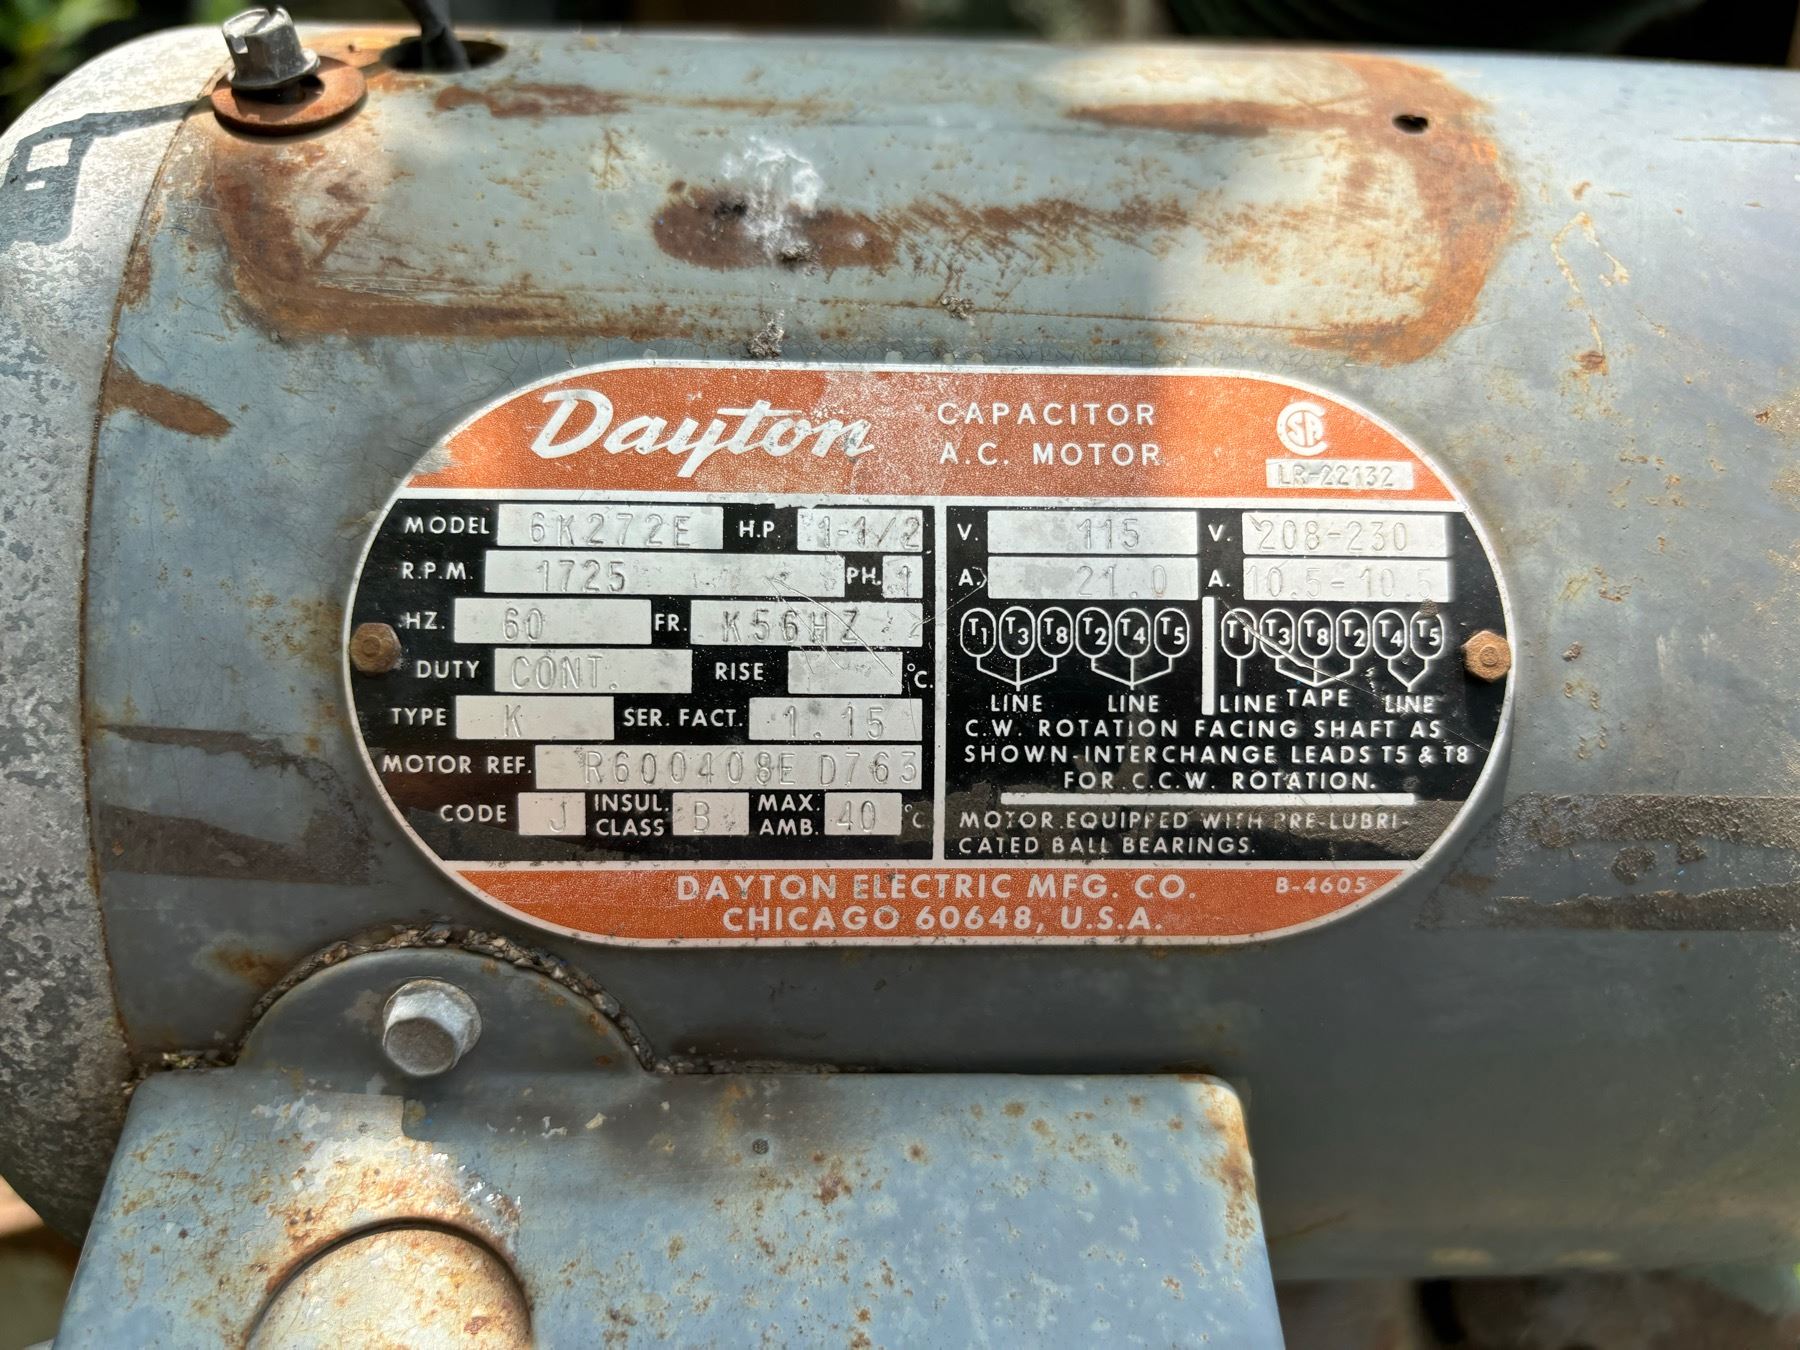 Dayton
CAPACITOR
A.C. MOTOR
LR-22132
MODEL 6K272E H.P. 1-1/2
R.P.M. 1725 PH. 1
HZ. 60 FR. K56HZ
DUTY CONT. RISE °C.
TYPE K SER. FACT. 1.15
MOTOR REF. R600408E D763
CODE J INSUL. CLASS B MAX. AMB. 40 °C.
V. 115 V. 208-230
A. 21.0 A. 10.5-10.5
T1 T3 T8 T2 T4 T5 T1 T3 T8 T2 T4 T5
LINE LINE LINE TAPE LINE
C.W. ROTATION FACING SHAFT AS
SHOWN-INTERCHANGE LEADS T5 & T8
FOR C.C.W. ROTATION.
MOTOR EQUIPPED WITH PRE-LUBRI-
CATED BALL BEARINGS.
DAYTON ELECTRIC MFG. CO. B-4605
CHICAGO 60648, U.S.A.